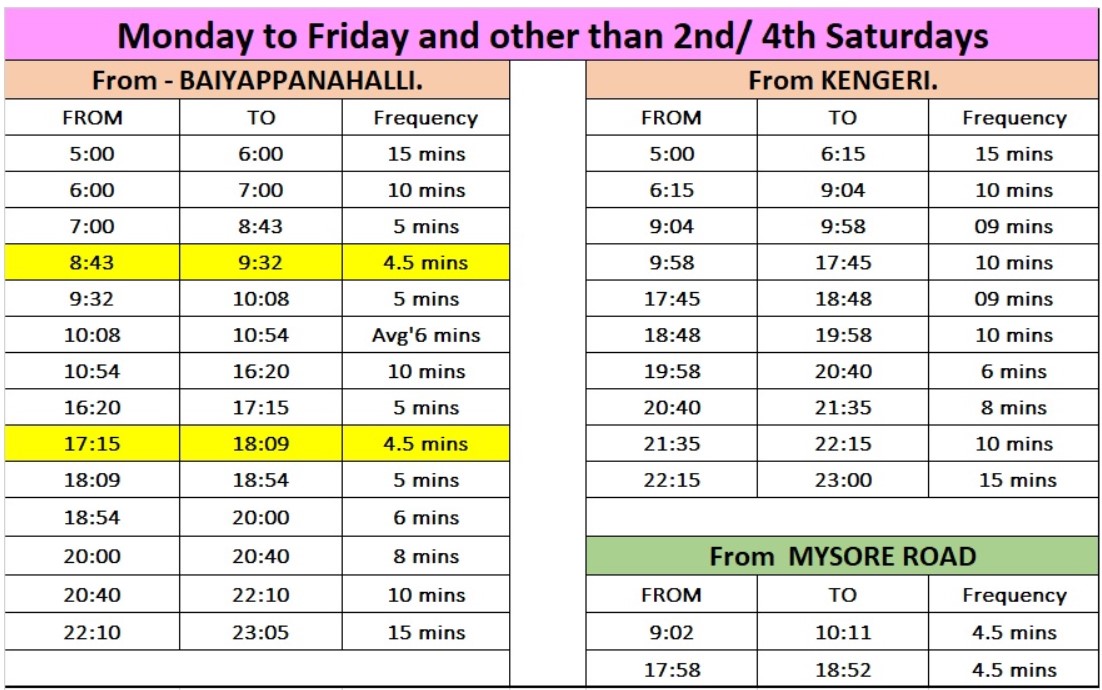 Monday to Friday and other than 2nd/ 4th Saturdays
From - BAIYAPPANAHALLI.
FROM TO Frequency
5:00 6:00 15 mins
6:00 7:00 10 mins
7:00 8:43 5 mins
8:43 9:32 4.5 mins
9:32 10:08 5 mins
10:08 10:54 Avg'6 mins
10:54 16:20 10 mins
16:20 17:15 5 mins
17:15 18:09 4.5 mins
18:09 18:54 5 mins
18:54 20:00 6 mins
20:00 20:40 8 mins
20:40 22:10 10 mins
22:10 23:05 15 mins
From KENGERI.
FROM TO Frequency
5:00 6:15 15 mins
6:15 9:04 10 mins
9:04 9:58 09 mins
9:58 17:45 10 mins
17:45 18:48 09 mins
18:48 19:58 10 mins
19:58 20:40 6 mins
20:40 21:35 8 mins
21:35 22:15 10 mins
22:15 23:00 15 mins
From MYSORE ROAD
FROM TO Frequency
9:02 10:11 4.5 mins
17:58 18:52 4.5 mins